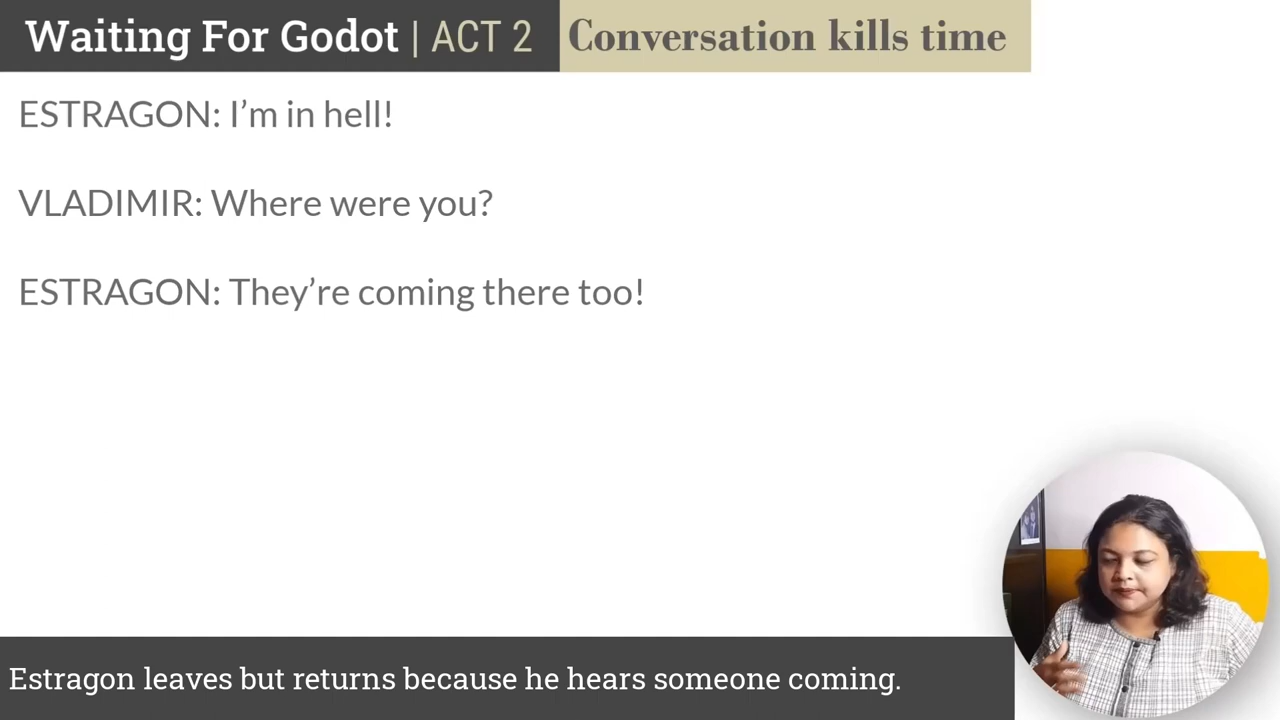 Waiting For Godot | ACT 2 Conversation kills time
ESTRAGON: I’m in hell!
VLADIMIR: Where were you?
ESTRAGON: They’re coming there too!
Estragon leaves but returns because he hears someone coming.